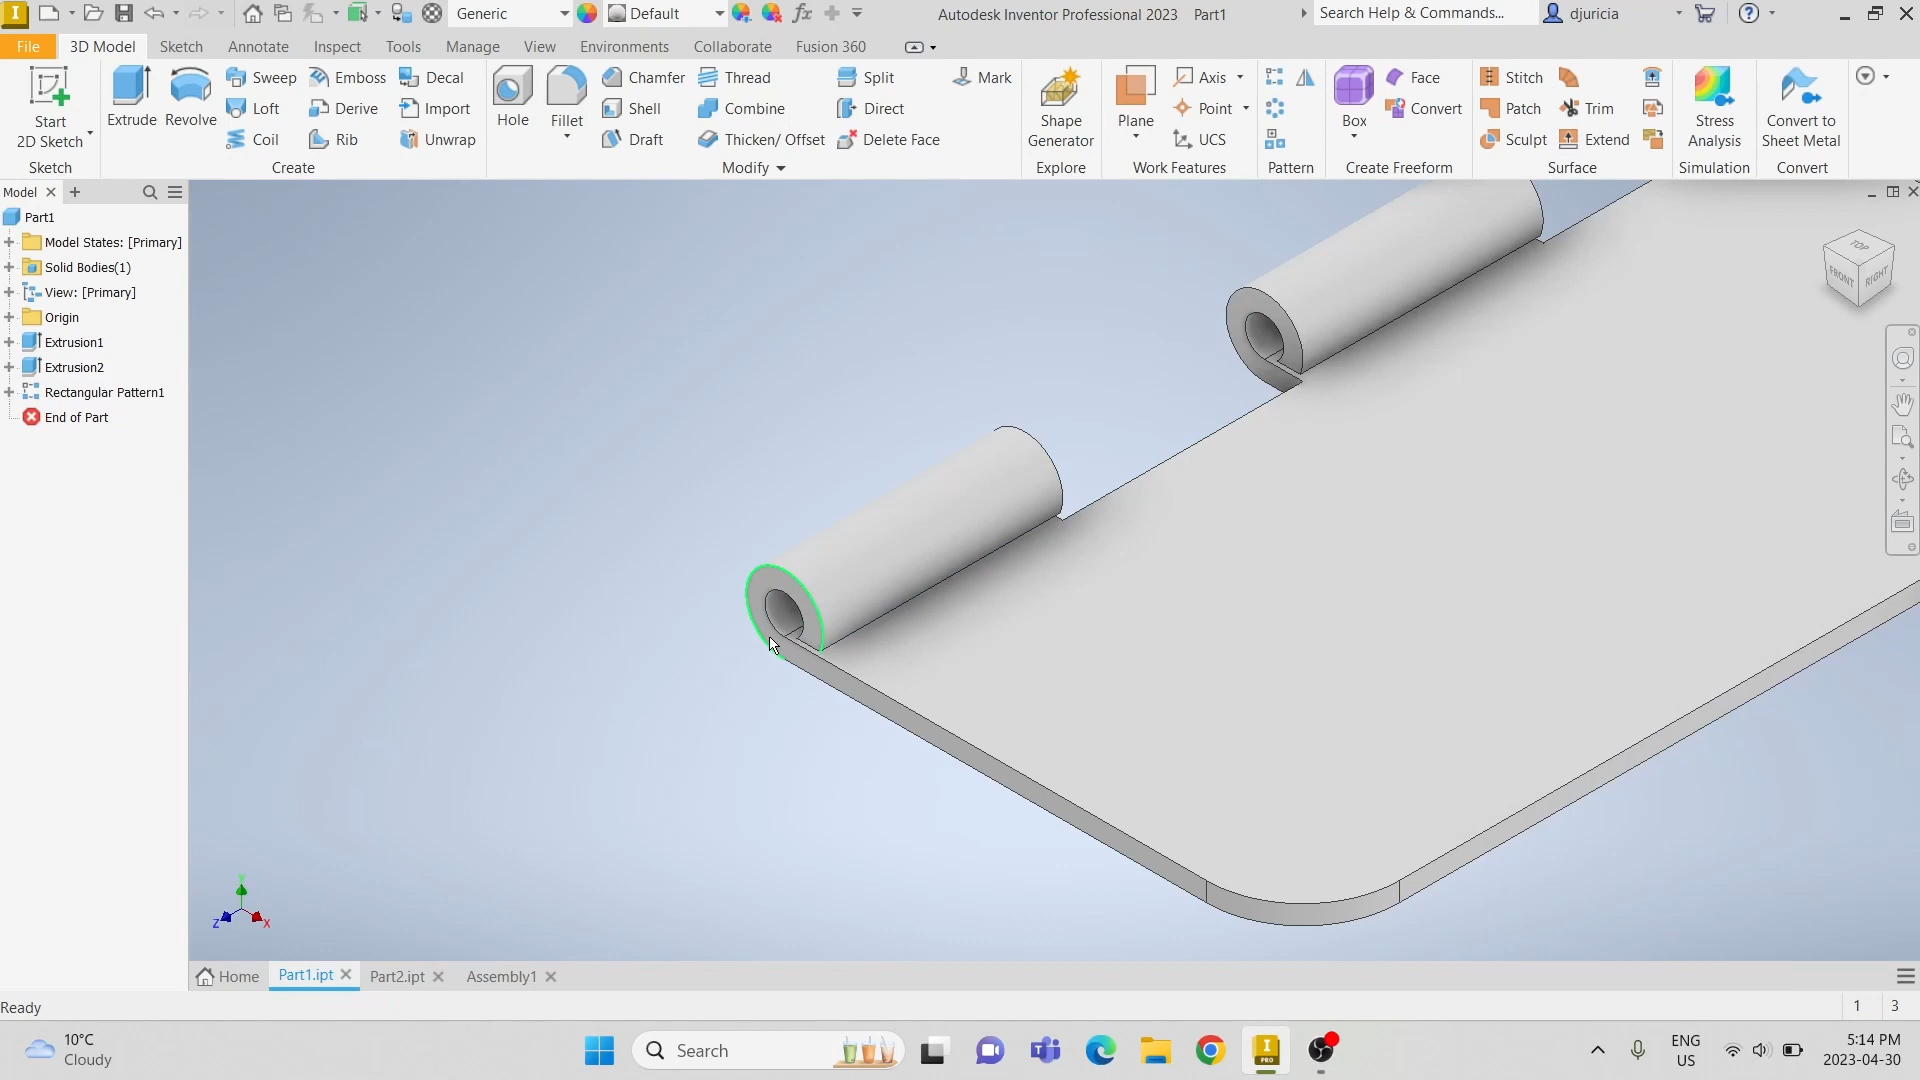 Generic
Default
Autodesk Inventor Professional 2023 Part1
Search Help & Commands...
djuricia
File
3D Model
Sketch
Annotate
Inspect
Tools
Manage
View
Environments
Collaborate
Fusion 360
Start
2D Sketch
Sketch
Extrude
Revolve
Sweep
Loft
Coil
Emboss
Derive
Rib
Decal
Import
Unwrap
Create
Hole
Fillet
Chamfer
Shell
Draft
Thread
Combine
Thicken/ Offset
Split
Direct
Delete Face
Mark
Modify
Shape
Generator
Explore
Plane
Axis
Point
UCS
Work Features
Pattern
Box
Face
Convert
Create Freeform
Stitch
Patch
Sculpt
Trim
Extend
Surface
Stress
Analysis
Simulation
Convert to
Sheet Metal
Convert
Model
Part1
Model States: [Primary]
Solid Bodies(1)
View: [Primary]
Origin
Extrusion1
Extrusion2
Rectangular Pattern1
End of Part
TOP
FRONT
RIGHT
Y
Z
X
Home
Part1.ipt
Part2.ipt
Assembly1
Ready
1
3
10°C
Cloudy
Search
PRO
ENG
US
5:14 PM
2023-04-30